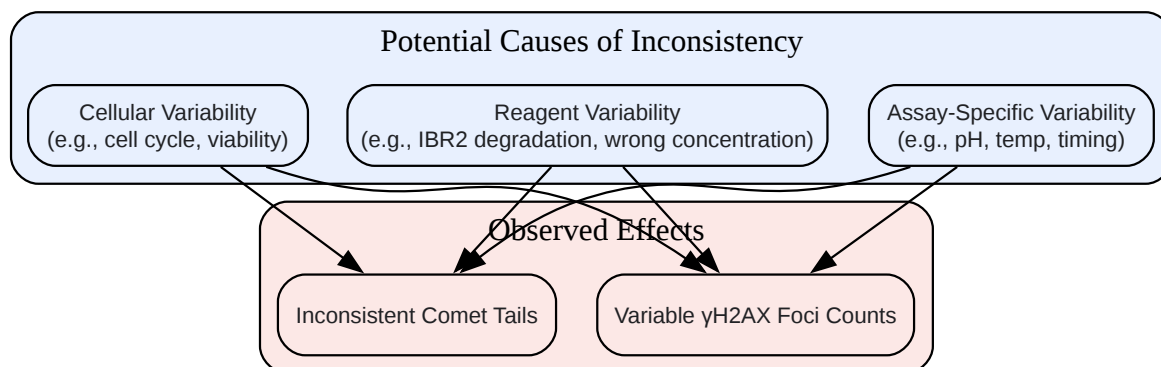 Potential Causes of Inconsistency
Cellular Variability
(e.g., cell cycle, viability)
Reagent Variability
(e.g., IBR2 degradation, wrong concentration)
Assay-Specific Variability
(e.g., pH, temp, timing)
Observed Effects
Inconsistent Comet Tails
Variable γH2AX Foci Counts